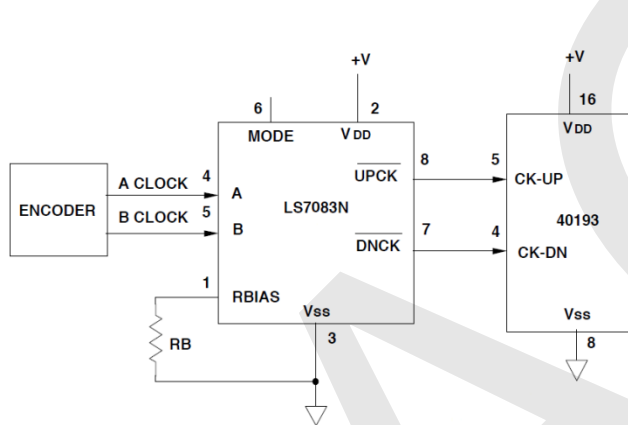 +V
+V
6
2
16
MODE
VDD
VDD
ENCODER
A CLOCK
4
A
UPCK
8
5
CK-UP
LS7083N
40193
B CLOCK
5
B
DNCK
7
4
CK-DN
1
RBIAS
Vss
3
Vss
8
RB